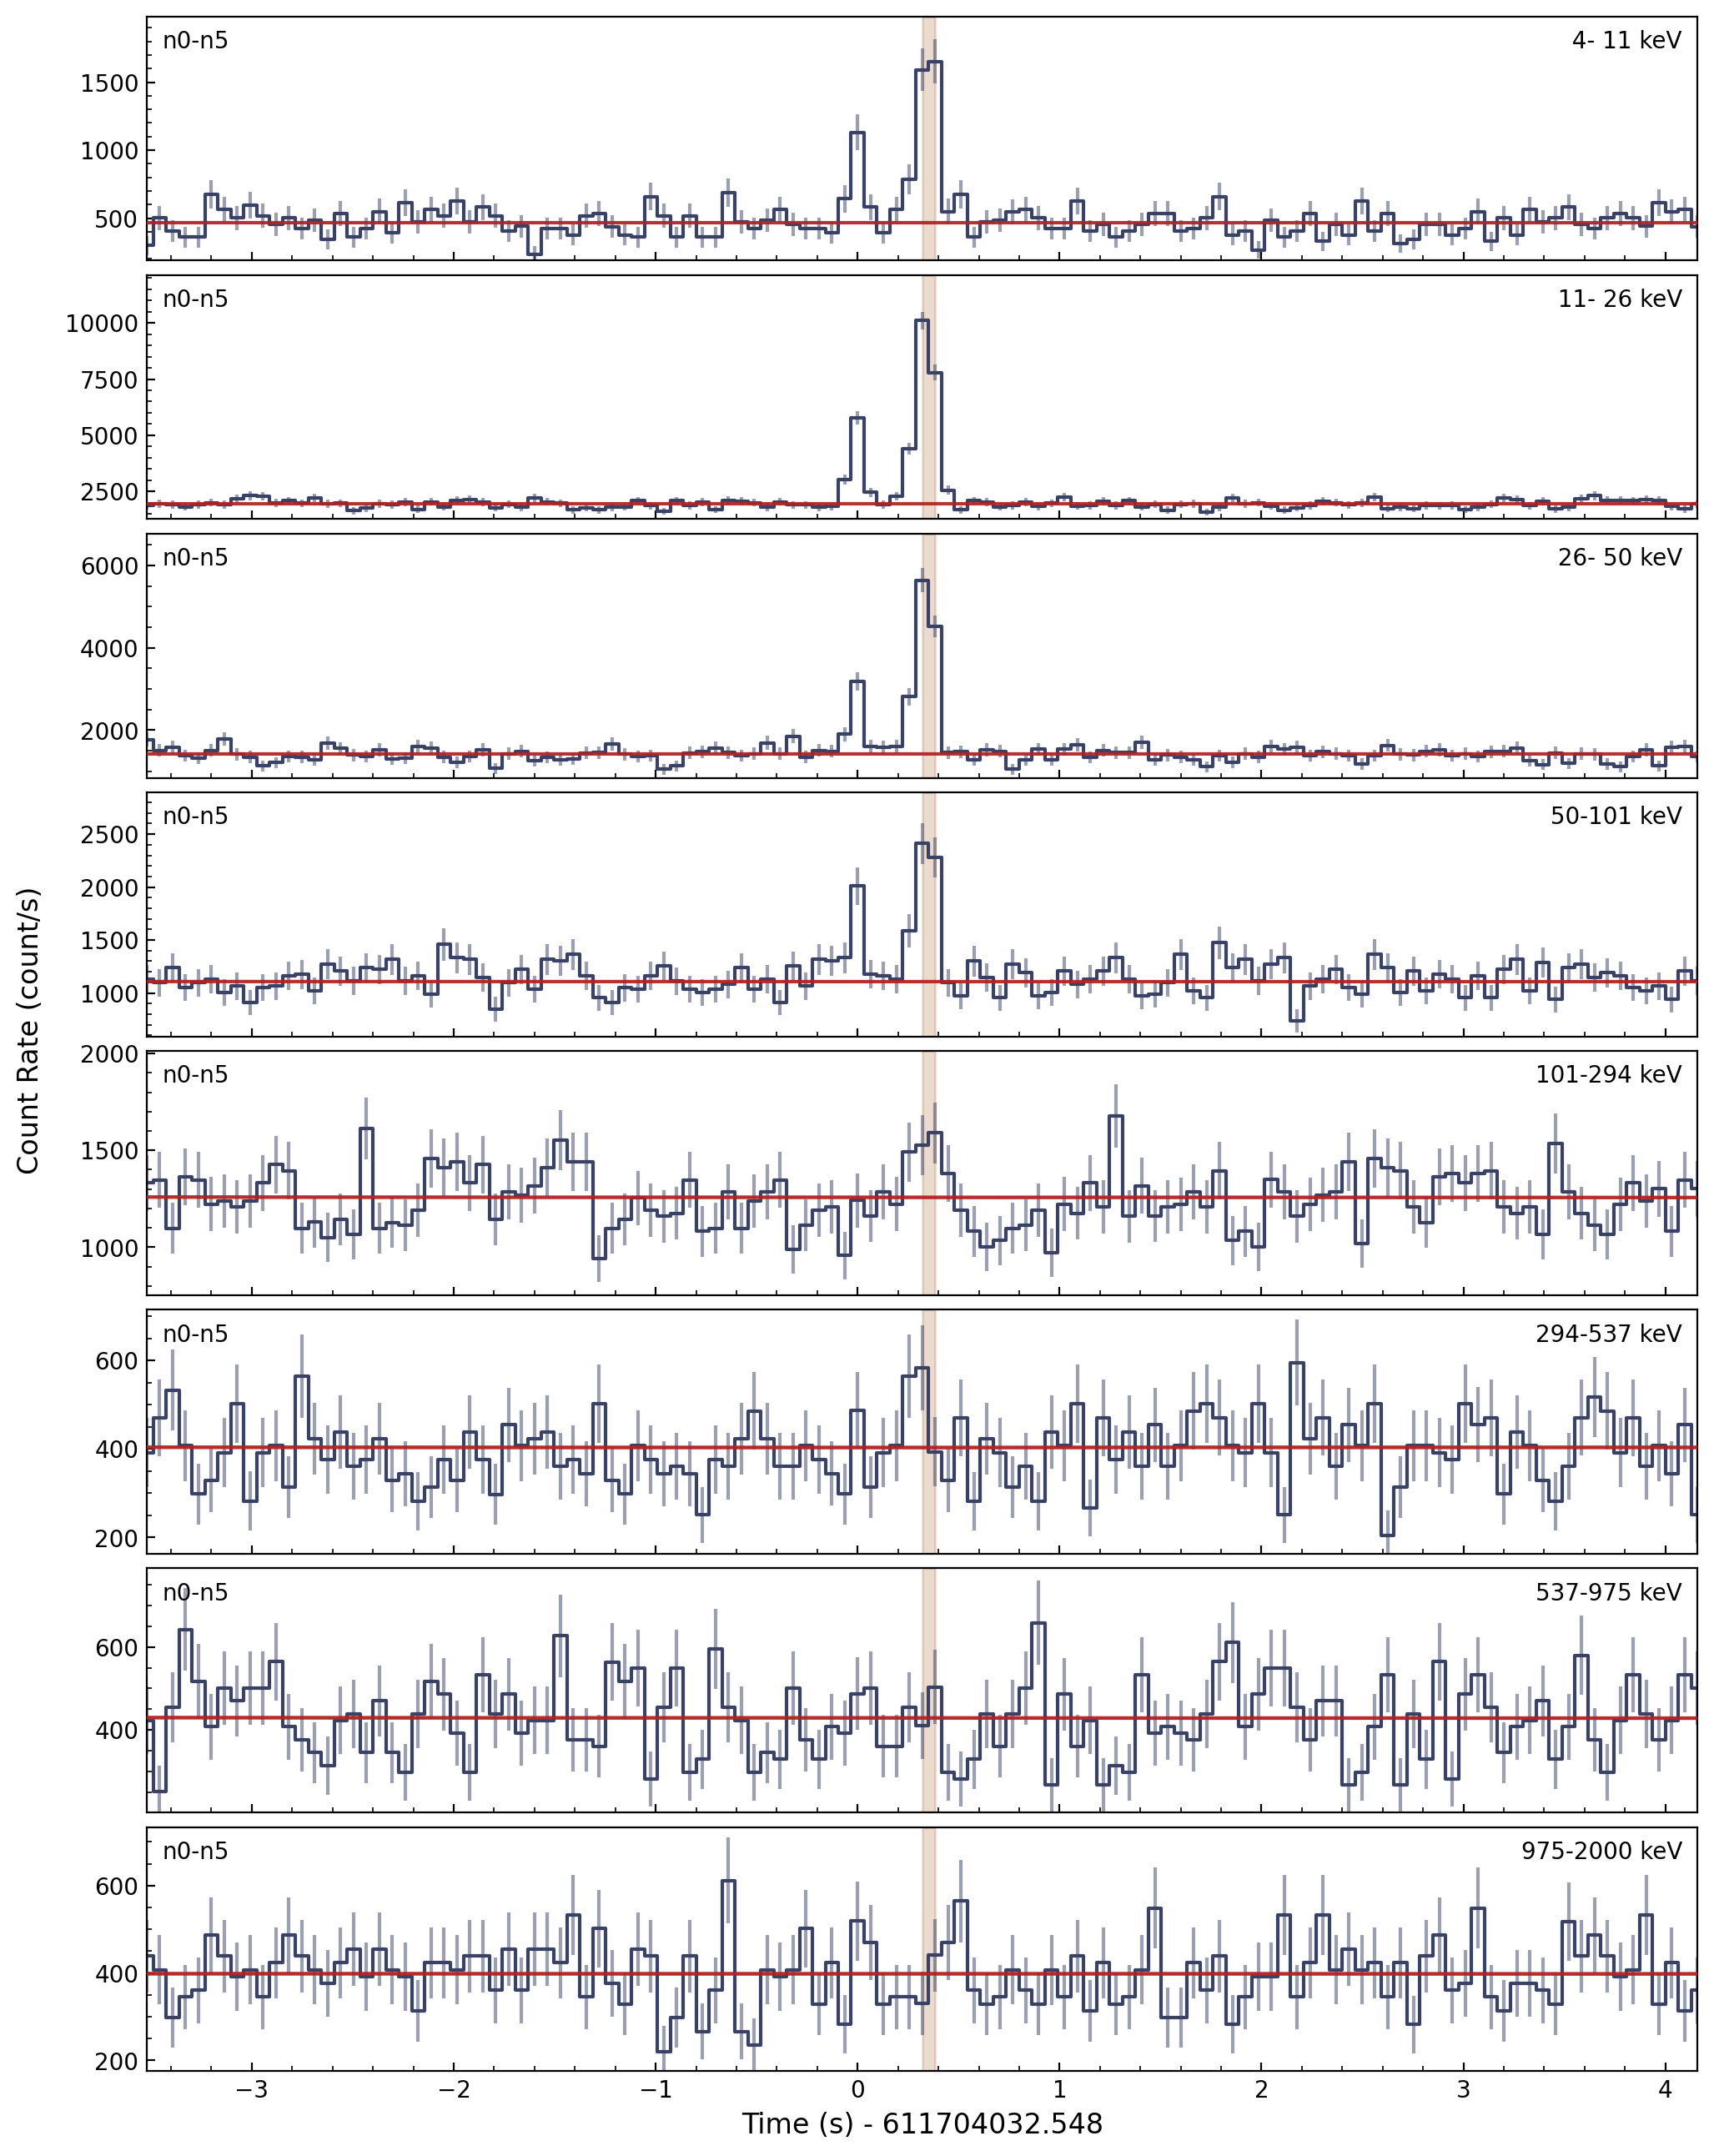 n0-n5 4- 11 keV
1500
1000
500
n0-n5 11- 26 keV
10000
7500
5000
2500
n0-n5 26- 50 keV
6000
4000
2000
n0-n5 50-101 keV
2500
2000
1500
1000
Count Rate (count/s)
2000
n0-n5 101-294 keV
1500
1000
n0-n5 294-537 keV
600
400
200
n0-n5 537-975 keV
600
400
n0-n5 975-2000 keV
600
400
200
−3 −2 −1 0 1 2 3 4
Time (s) - 611704032.548